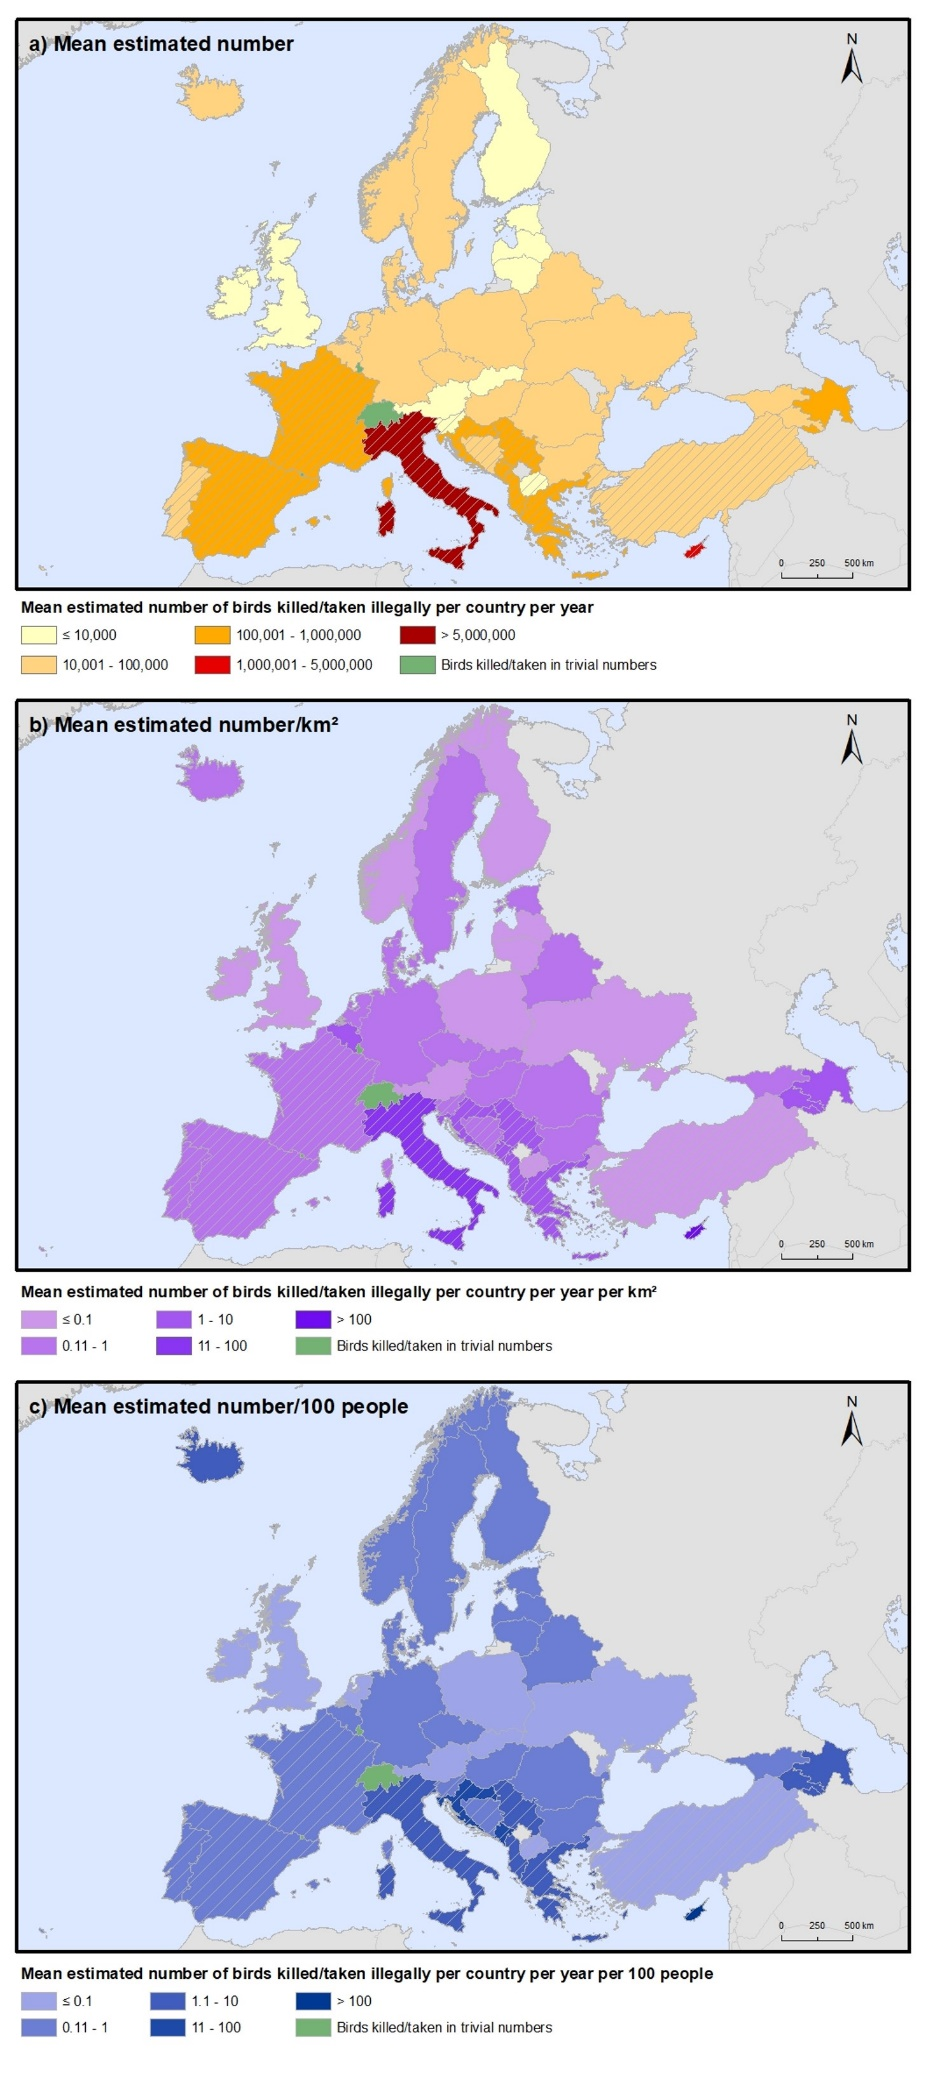 a) Mean estimated number
N
0 250 500 km
Mean estimated number of birds killed/taken illegally per country per year
≤ 10,000
100,001 - 1,000,000
> 5,000,000
10,001 - 100,000
1,000,001 - 5,000,000
Birds killed/taken in trivial numbers
b) Mean estimated number/km²
N
0 250 500 km
Mean estimated number of birds killed/taken illegally per country per year per km²
≤ 0.1
1 - 10
> 100
0.11 - 1
11 - 100
Birds killed/taken in trivial numbers
c) Mean estimated number/100 people
N
0 250 500 km
Mean estimated number of birds killed/taken illegally per country per year per 100 people
≤ 0.1
1.1 - 10
> 100
0.11 - 1
11 - 100
Birds killed/taken in trivial numbers